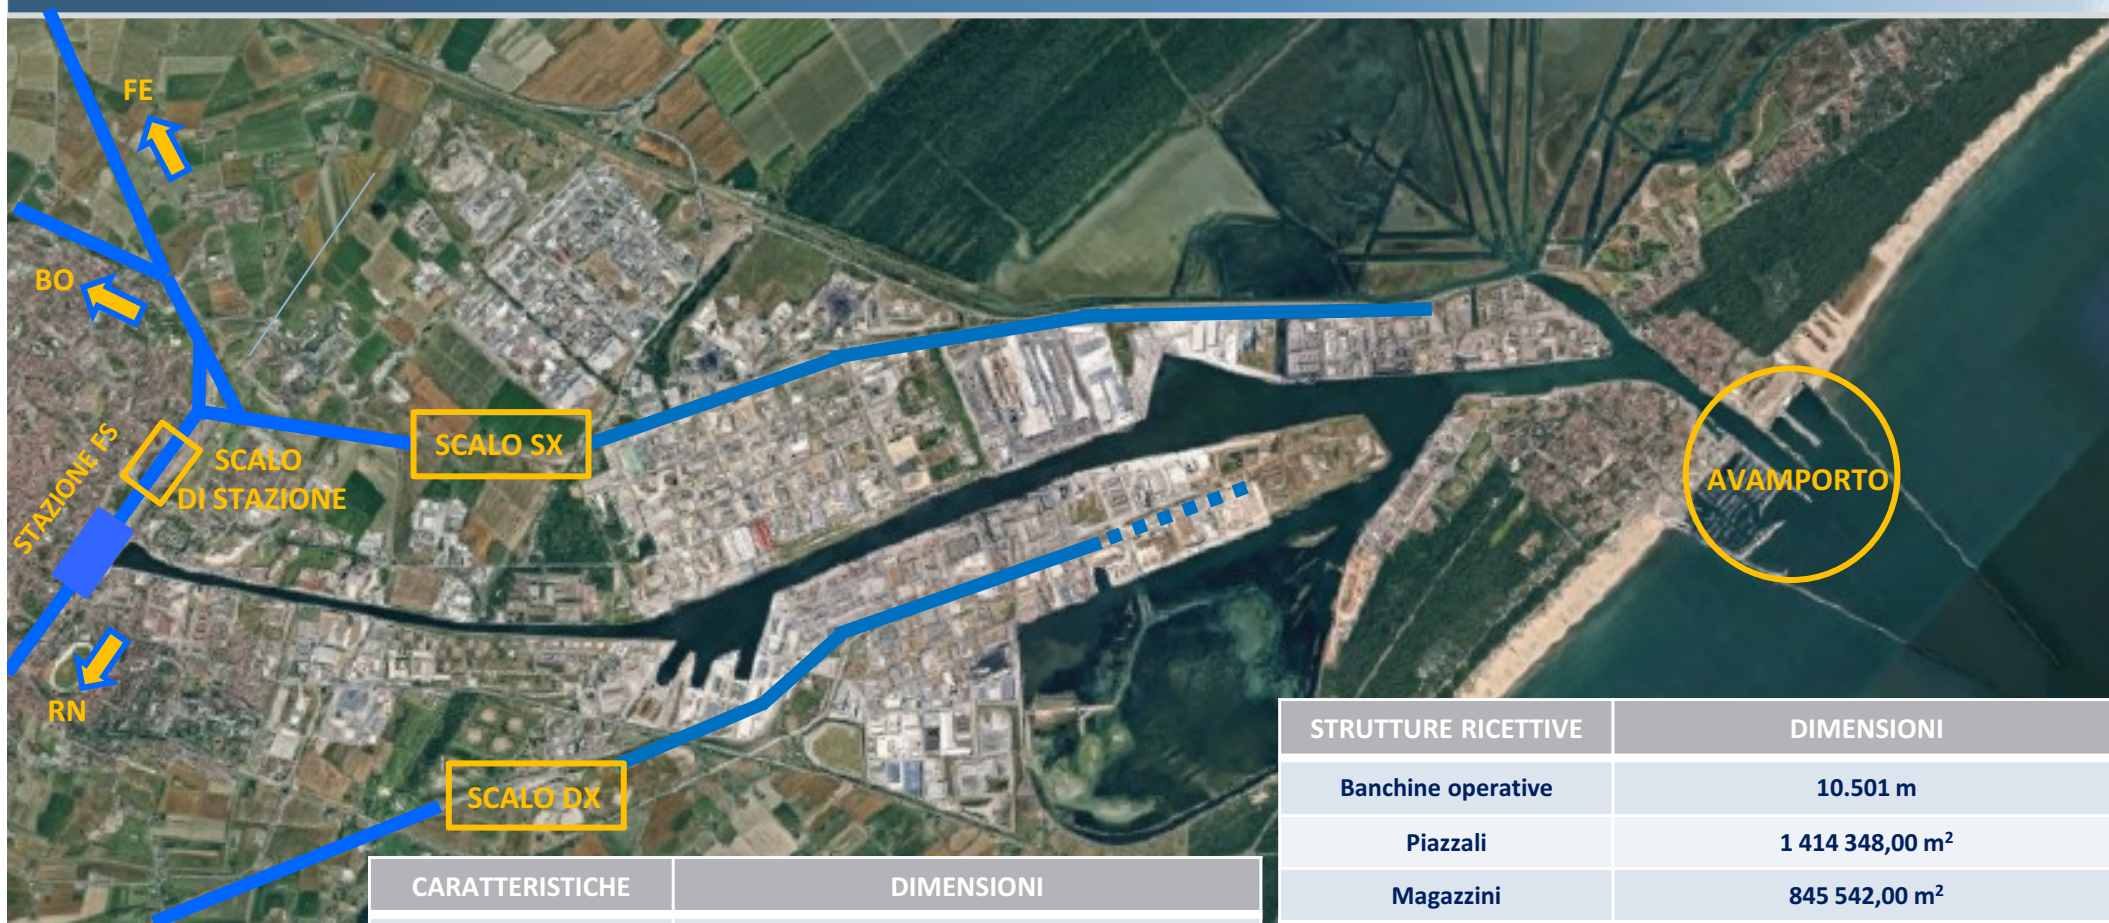 FE
BO
STAZIONE FS
SCALO
DI STAZIONE
SCALO SX
AVAMPORTO
RN
SCALO DX
STRUTTURE RICETTIVE DIMENSIONI
Banchine operative 10.501 m
Piazzali 1 414 348,00 m²
Magazzini 845 542,00 m²
CARATTERISTICHE DIMENSIONI